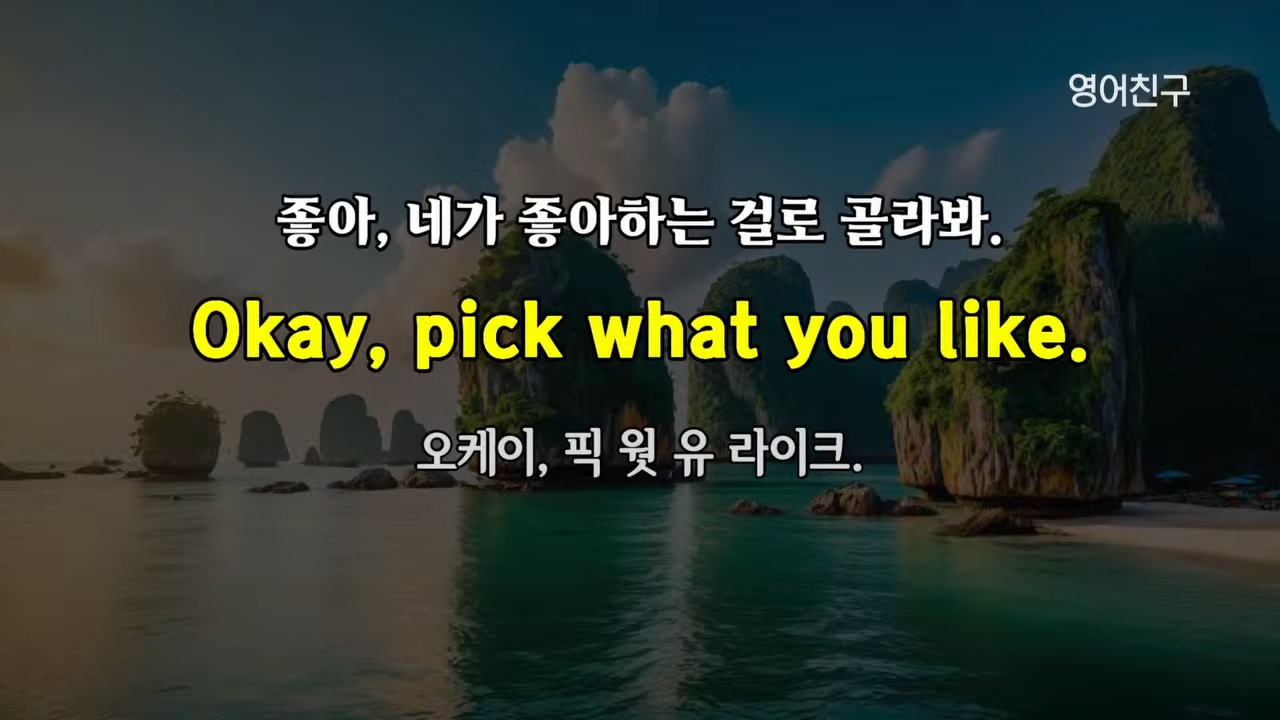 영어친구
좋아, 네가 좋아하는 걸로 골라봐.
Okay, pick what you like.
오케이, 픽 왓 유 라이크.